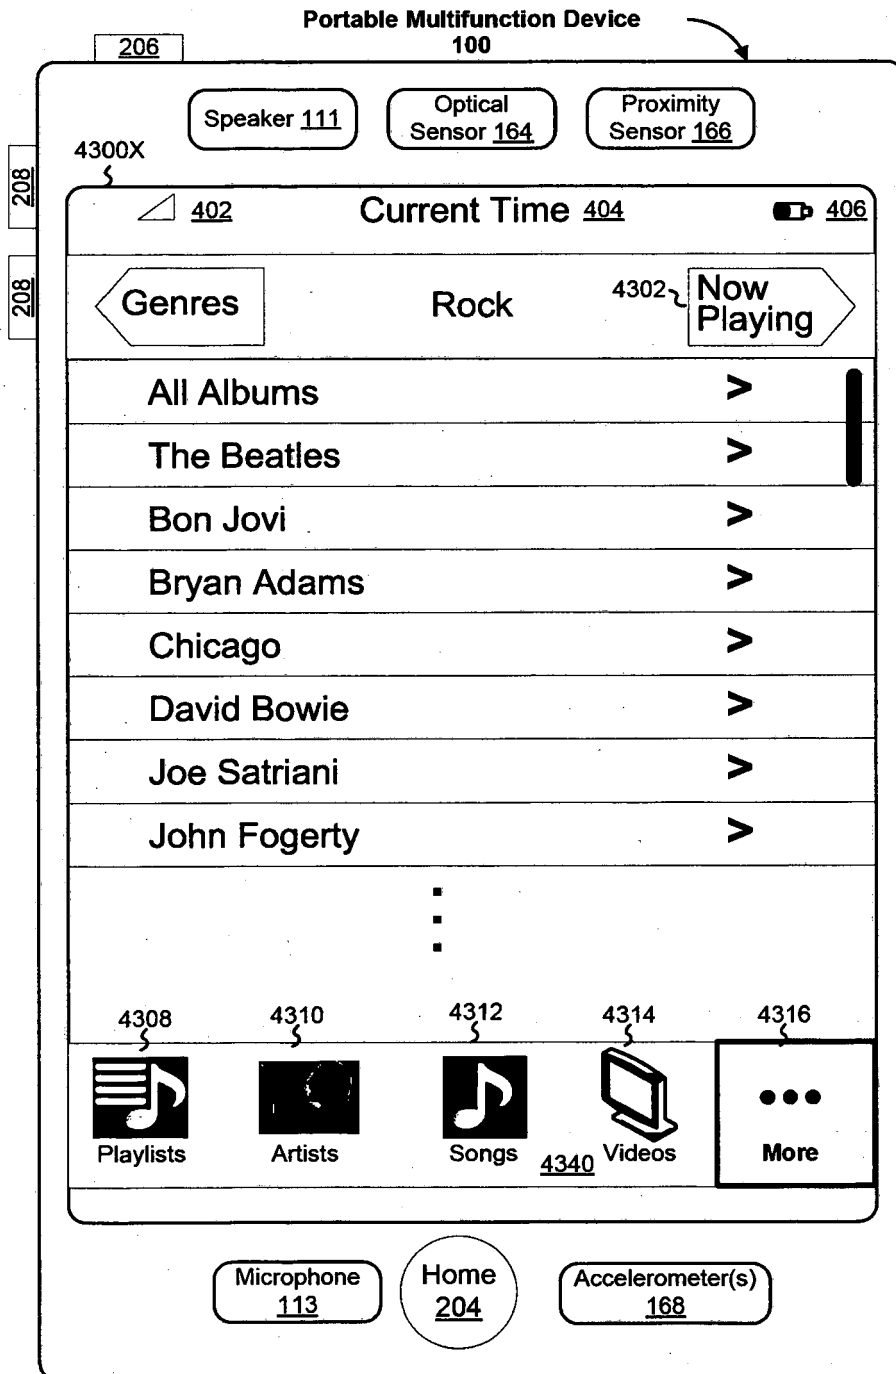 Portable Multifunction Device
100
206
Speaker 111
Optical
Sensor 164
Proximity
Sensor 166
4300X
208
208
402
Current Time 404
406
Genres
Rock
4302
Now
Playing
All Albums >
The Beatles >
Bon Jovi >
Bryan Adams >
Chicago >
David Bowie >
Joe Satriani >
John Fogerty >
4308
4310
4312
4314
4316
Playlists
Artists
Songs
4340
Videos
More
Microphone
113
Home
204
Accelerometer(s)
168